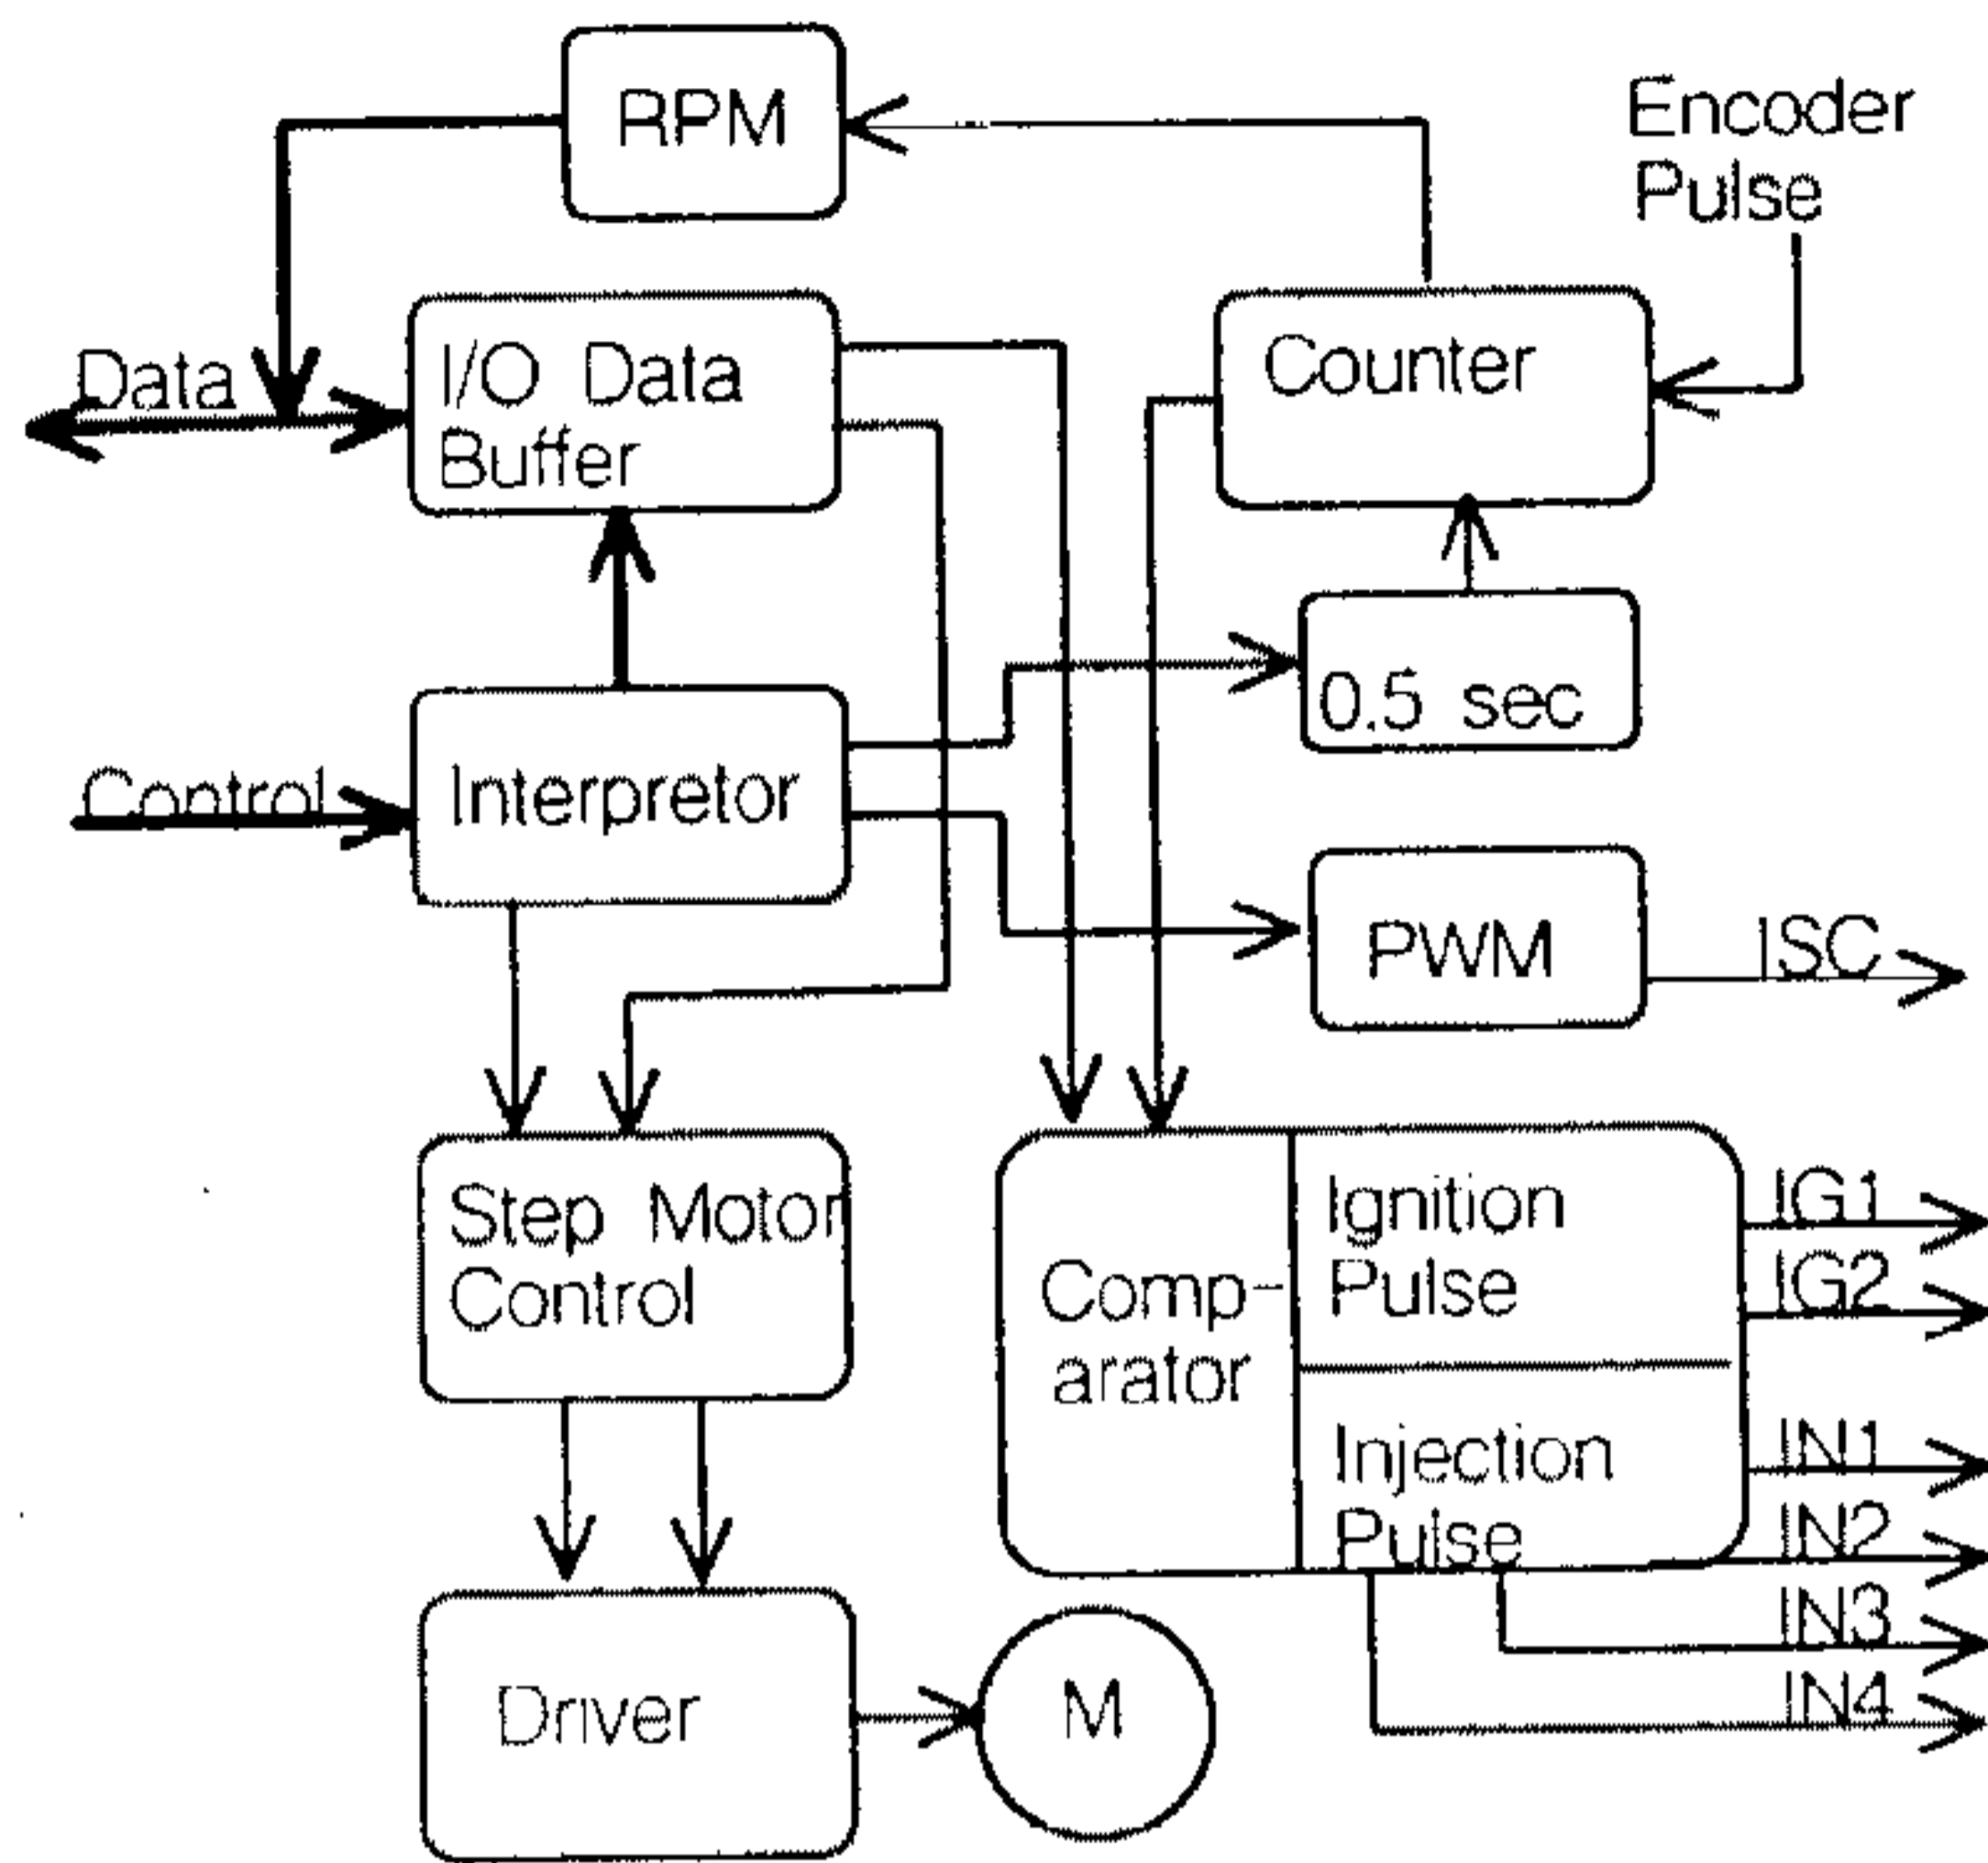 RPM
Encoder
Pulse
Data
I/O Data
Buffer
Counter
0.5 sec
Control
Interpretor
PWM
ISC
Step Motor
Control
Comp-
arator
Ignition
Pulse
IG1
IG2
Injection
Pulse
IN1
IN2
IN3
IN4
Driver
M